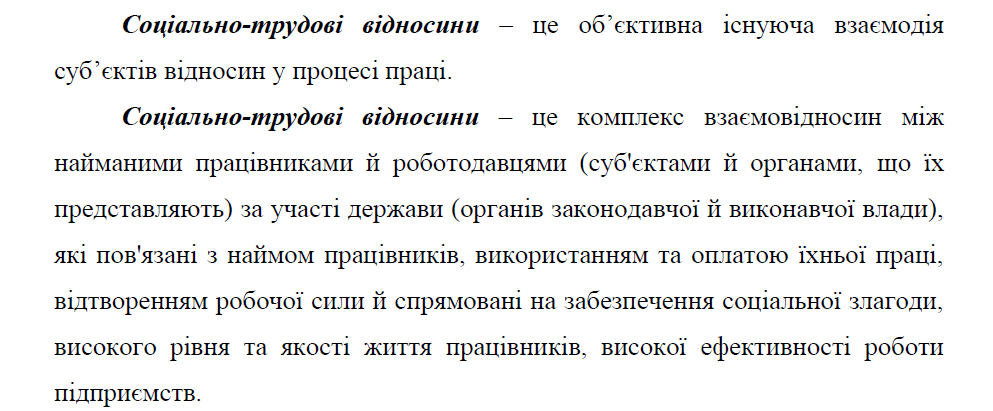 Соціально-трудові відносини – це об’єктивна існуюча взаємодія
суб’єктів відносин у процесі праці.
Соціально-трудові відносини – це комплекс взаємовідносин між
найманими працівниками й роботодавцями (суб'єктами й органами, що їх
представляють) за участі держави (органів законодавчої й виконавчої влади),
які пов'язані з наймом працівників, використанням та оплатою їхньої праці,
відтворенням робочої сили й спрямовані на забезпечення соціальної злагоди,
високого рівня та якості життя працівників, високої ефективності роботи
підприємств.